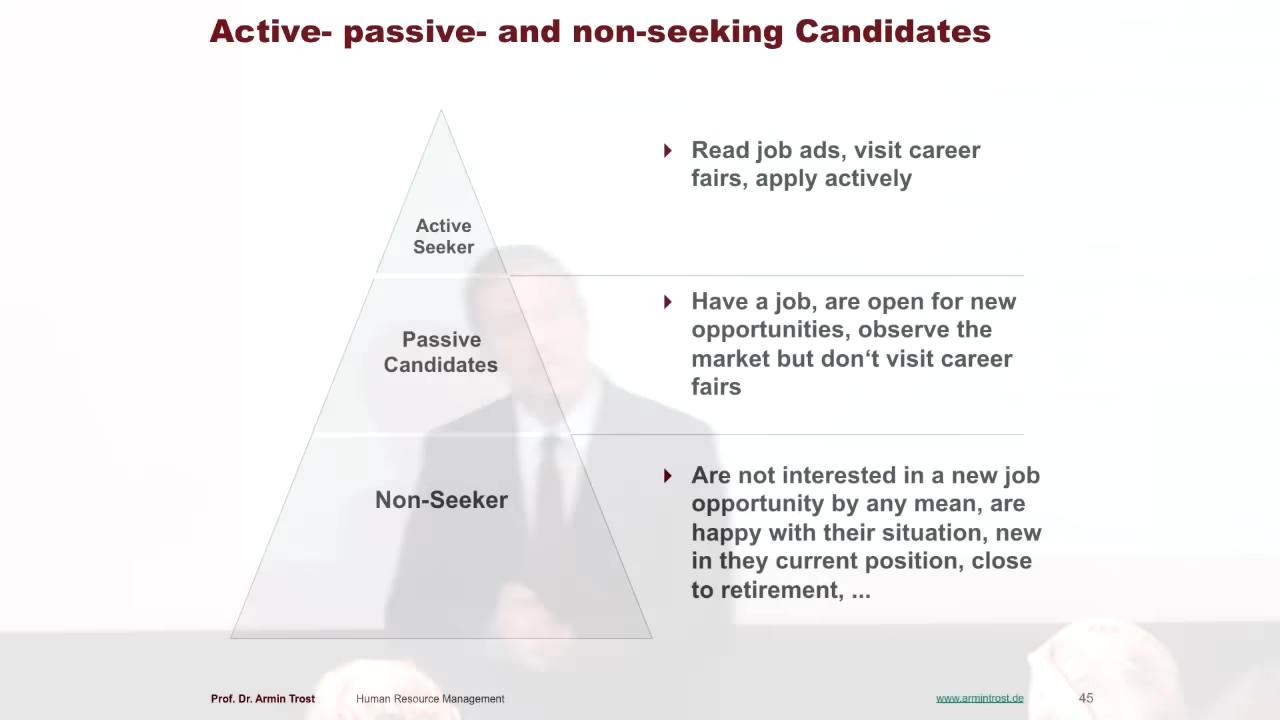 Active- passive- and non-seeking Candidates
Active
Seeker
Read job ads, visit career
fairs, apply actively
Passive
Candidates
Have a job, are open for new
opportunities, observe the
market but don‘t visit career
fairs
Non-Seeker
Are not interested in a new job
opportunity by any mean, are
happy with their situation, new
in they current position, close
to retirement, ...
Prof. Dr. Armin Trost
Human Resource Management
www.armintrost.de
45